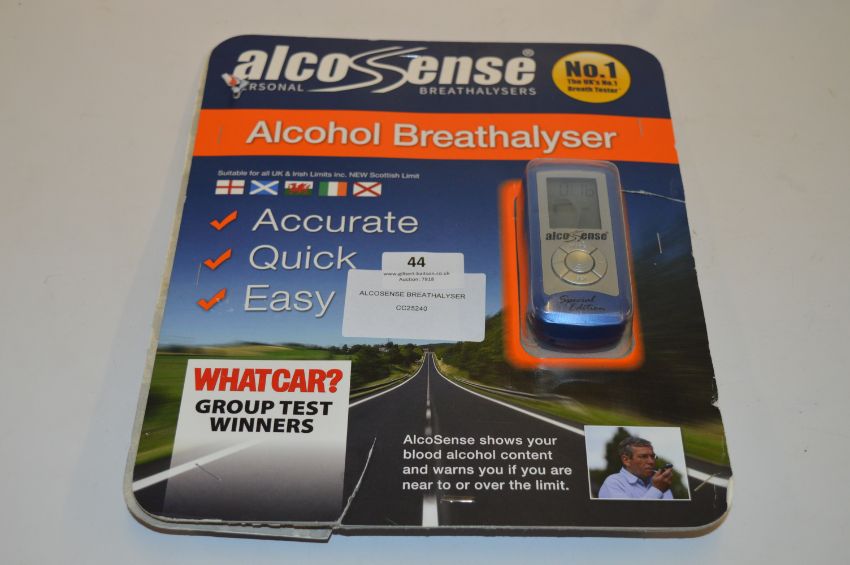 alcoSense®
PERSONAL BREATHALYSERS
No.1
The UK's No.1
Breath Tester*
Alcohol Breathalyser
Suitable for all UK & Irish Limits inc. NEW Scottish Limit
Accurate
Quick
Easy
44
www.gilbert-baitson.co.uk
Auction: 7918
ALCOSENSE BREATHALYSER
CC25240
alcoSense®
Special
Edition
WHATCAR?
GROUP TEST
WINNERS
AlcoSense shows your
blood alcohol content
and warns you if you are
near to or over the limit.